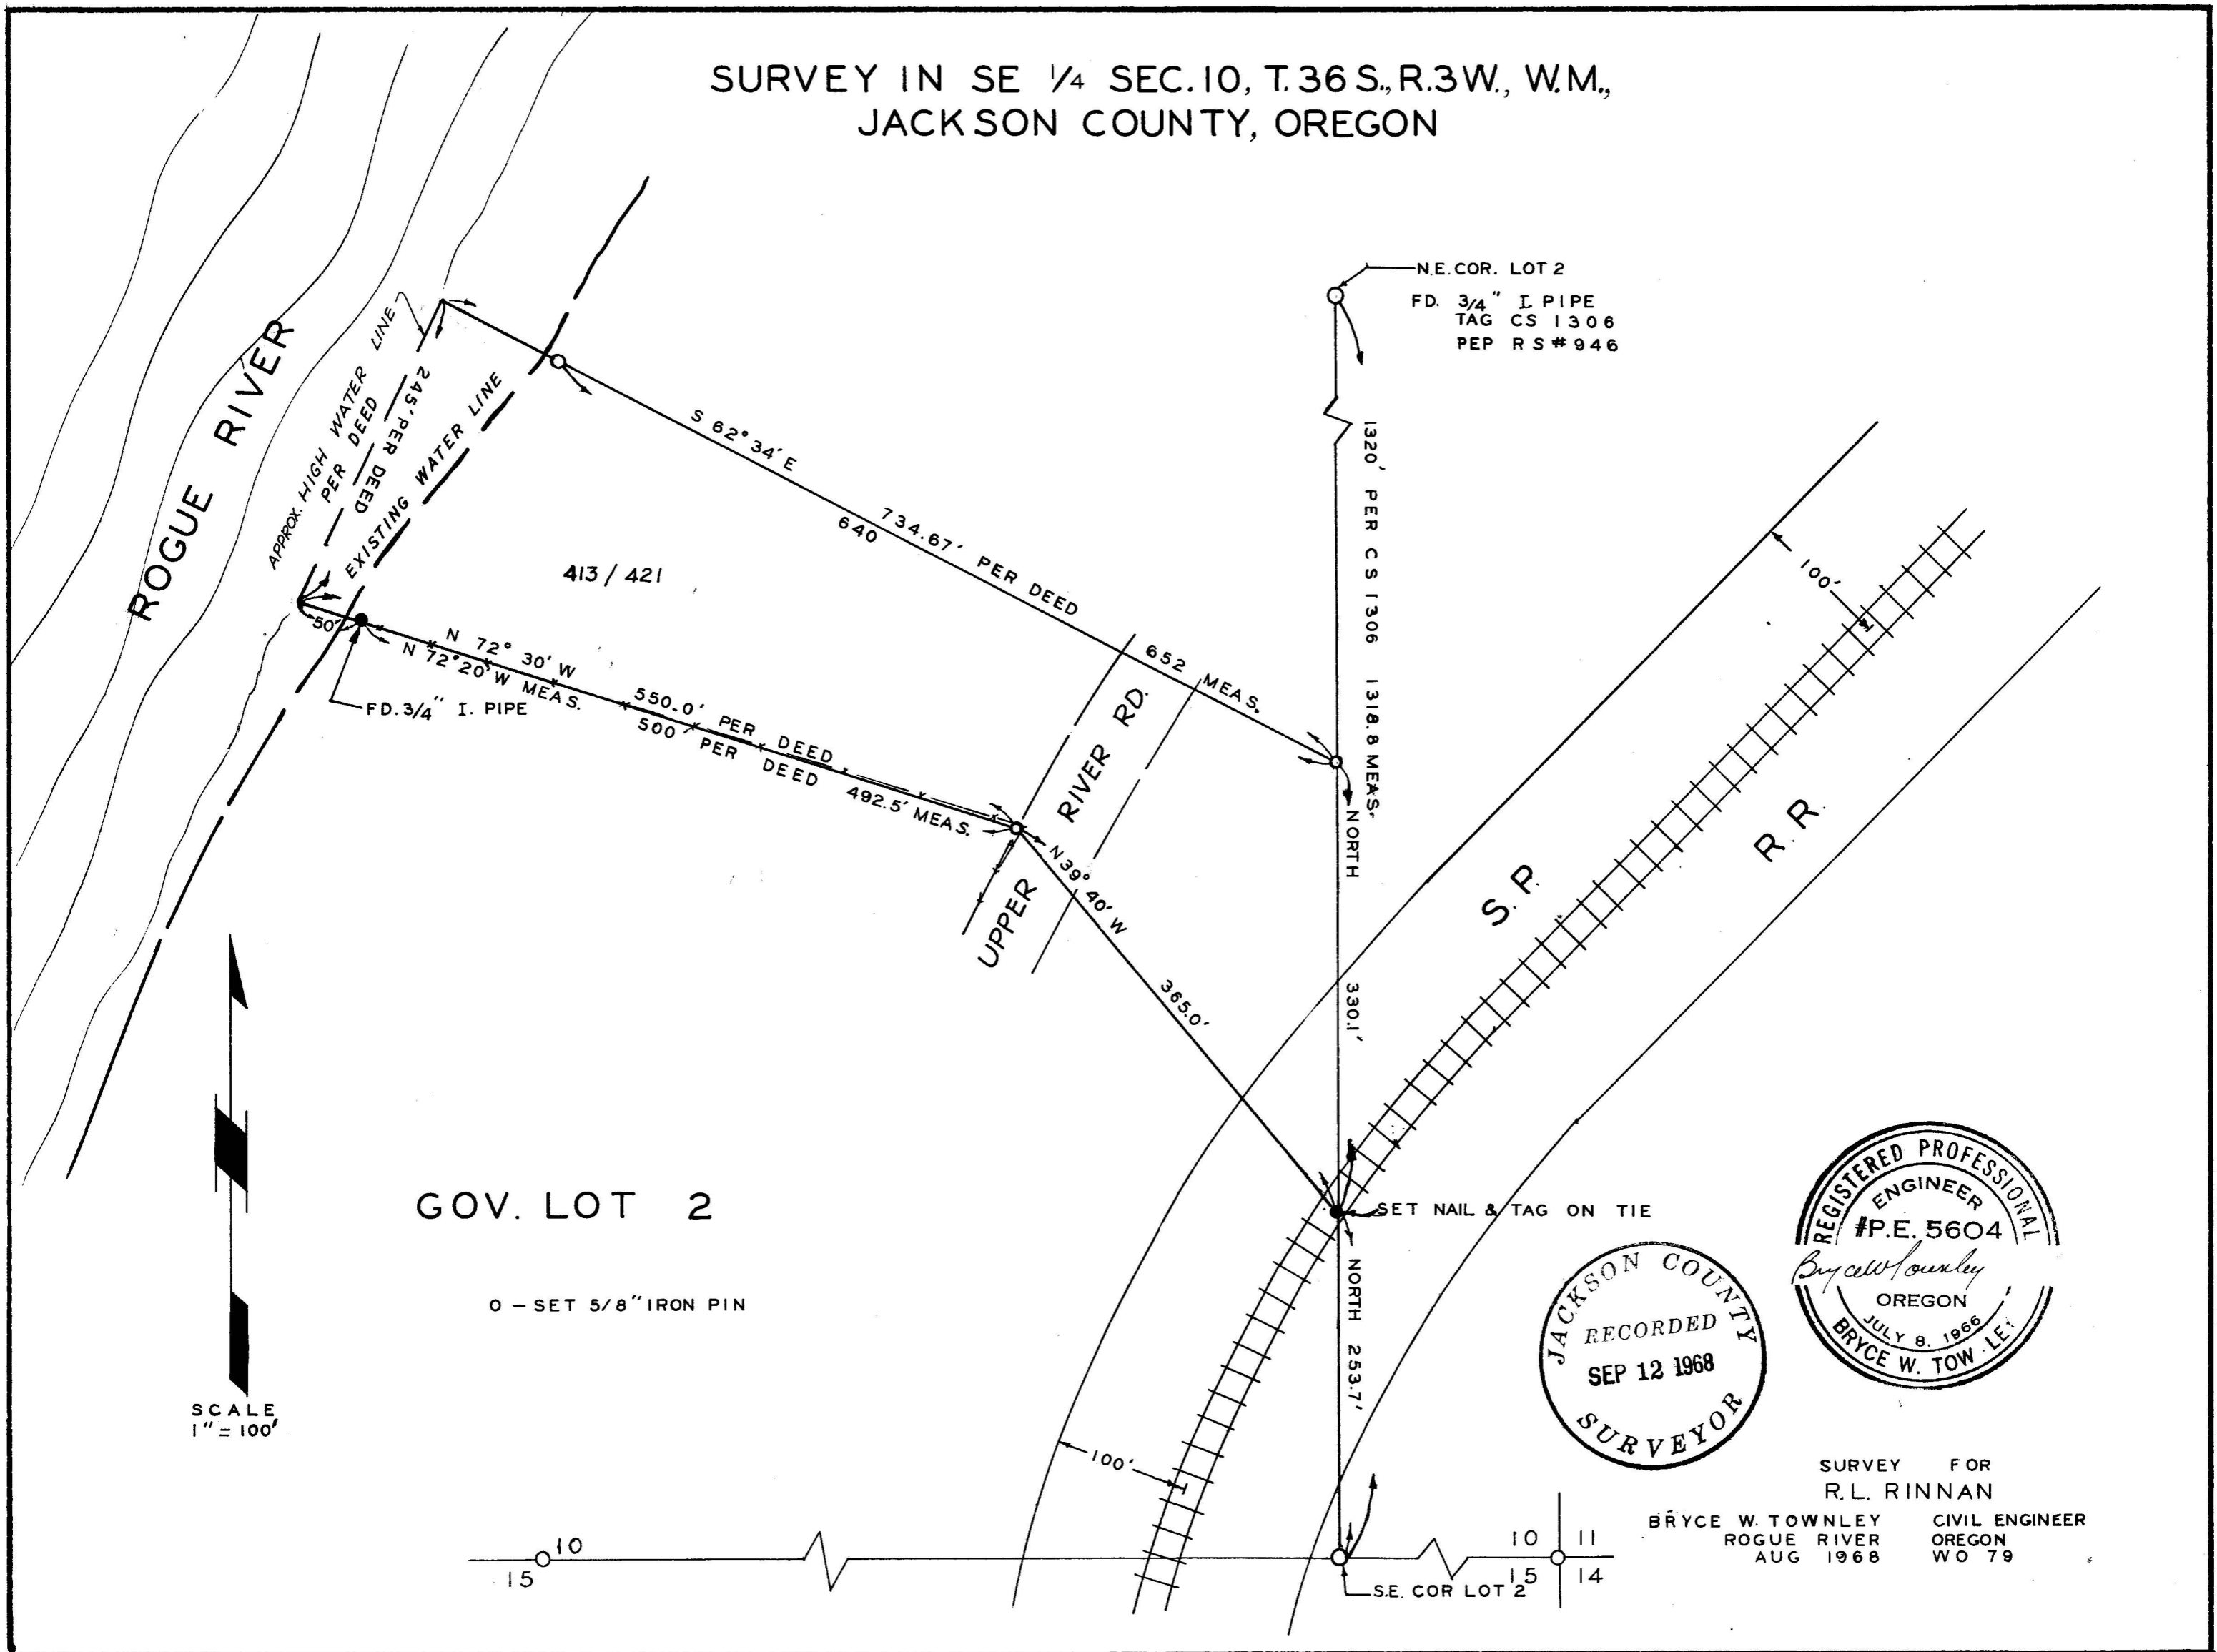 SURVEY IN SE 1/4 SEC. 10, T. 36 S., R. 3 W., W.M.,
JACKSON COUNTY, OREGON
N.E. COR. LOT 2
FD. 3/4" I. PIPE
TAG CS 1306
PEP RS#946
ROGUE RIVER
APPROX. HIGH WATER LINE
PER DEED
245' PER DEED
EXISTING WATER LINE
S 62°34' E
734.67' PER DEED
640
652 MEAS.
1320' PER CS 1306 1318.8 MEAS.
100'
413 / 421
50'
N 72° 30' W
N 72°20' W MEAS.
FD. 3/4" I. PIPE
550.0' PER DEED
500' PER DEED
492.5' MEAS.
UPPER RIVER RD.
N 39° 40' W
365.0'
NORTH
330.1'
S. P. R. R.
SET NAIL & TAG ON TIE
NORTH 253.7'
GOV. LOT 2
O – SET 5/8" IRON PIN
SCALE
1" = 100'
100'
10
15
10 11
15 14
S.E. COR LOT 2
JACKSON COUNTY
RECORDED
SEP 12 1968
SURVEYOR
REGISTERED PROFESSIONAL
ENGINEER
#P.E. 5604
Bryce W Townley
OREGON
JULY 8, 1966
BRYCE W. TOW LEY
SURVEY FOR
R.L. RINNAN
BRYCE W. TOWNLEY CIVIL ENGINEER
ROGUE RIVER OREGON
AUG 1968 WO 79